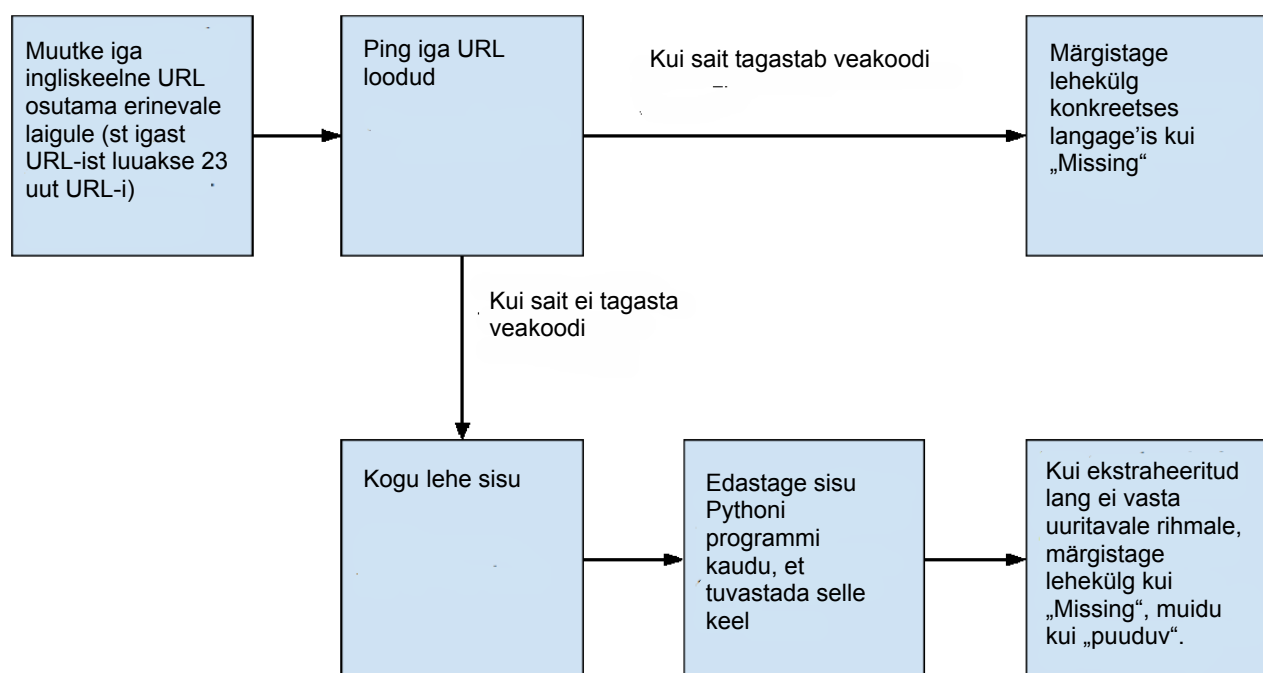 Muutke iga
ingliskeelne URL
osutama erinevale
laigule (st igast
URL-ist luuakse 23
uut URL-i)
Ping iga URL
loodud
Kui sait tagastab veakoodi
Märgistage
lehekülg
konkreetses
langage’is kui
„Missing“
Kui sait ei tagasta
veakoodi
Kogu lehe sisu
Edastage sisu
Pythoni
programmi
kaudu, et
tuvastada selle
keel
Kui ekstraheeritud
lang ei vasta
uuritavale rihmale,
märgistage
lehekülg kui
„Missing“, muidu
kui „puuduv“.